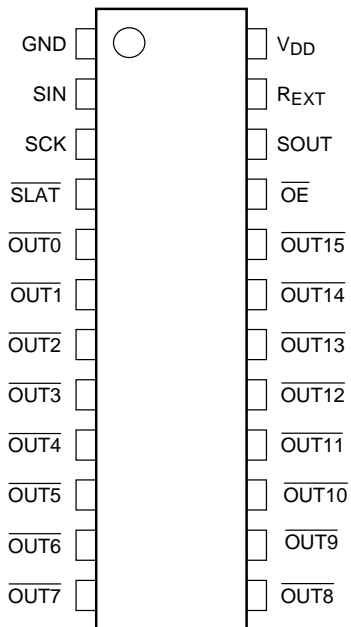 GND VDD
SIN REXT
SCK SOUT
SLAT OE
OUT0 OUT15
OUT1 OUT14
OUT2 OUT13
OUT3 OUT12
OUT4 OUT11
OUT5 OUT10
OUT6 OUT9
OUT7 OUT8